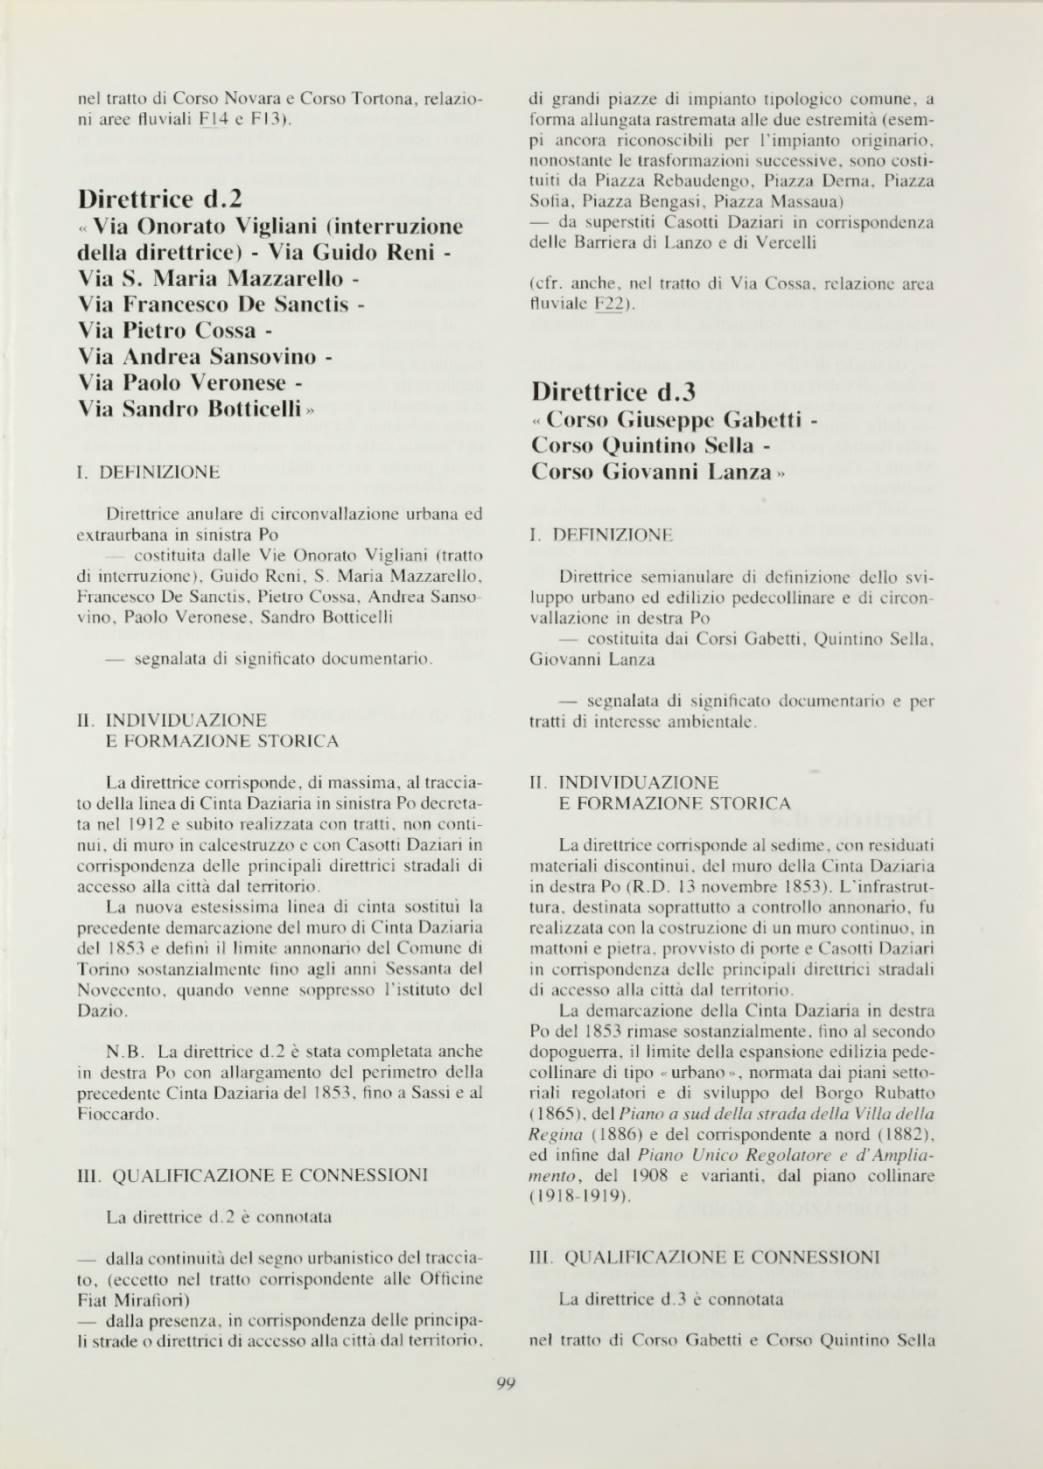 nel tratto di Corso Novara e Corso Tortona, relazio-
ni aree fluviali F14 e F13).
Direttrice d.2
« Via Onorato Vigliani (interruzione
della direttrice) - Via Guido Reni -
Via S. Maria Mazzarello -
Via Francesco De Sanctis -
Via Pietro Cossa -
Via Andrea Sansovino -
Via Paolo Veronese -
Via Sandro Botticelli »
I. DEFINIZIONE
Direttrice anulare di circonvallazione urbana ed
extraurbana in sinistra Po
— costituita dalle Vie Onorato Vigliani (tratto
di interruzione), Guido Reni, S. Maria Mazzarello,
Francesco De Sanctis, Pietro Cossa, Andrea Sanso-
vino, Paolo Veronese, Sandro Botticelli
— segnalata di significato documentario.
II. INDIVIDUAZIONE
E FORMAZIONE STORICA
La direttrice corrisponde, di massima, al traccia-
to della linea di Cinta Daziaria in sinistra Po decreta-
ta nel 1912 e subito realizzata con tratti, non conti-
nui, di muro in calcestruzzo e con Casotti Daziari in
corrispondenza delle principali direttrici stradali di
accesso alla città dal territorio.
La nuova estesissima linea di cinta sostituì la
precedente demarcazione del muro di Cinta Daziaria
del 1853 e definì il limite annonario del Comune di
Torino sostanzialmente fino agli anni Sessanta del
Novecento, quando venne soppresso l'istituto del
Dazio.
N.B. La direttrice d.2 è stata completata anche
in destra Po con allargamento del perimetro della
precedente Cinta Daziaria del 1853, fino a Sassi e al
Fioccardo.
III. QUALIFICAZIONE E CONNESSIONI
La direttrice d.2 è connotata
— dalla continuità del segno urbanistico del traccia-
to, (eccetto nel tratto corrispondente alle Officine
Fiat Mirafiori)
— dalla presenza, in corrispondenza delle principa-
li strade o direttrici di accesso alla città dal territorio,
di grandi piazze di impianto tipologico comune, a
forma allungata rastremata alle due estremità (esem-
pi ancora riconoscibili per l'impianto originario,
nonostante le trasformazioni successive, sono costi-
tuiti da Piazza Rebaudengo, Piazza Derna, Piazza
Sofia, Piazza Bengasi, Piazza Massaua)
— da superstiti Casotti Daziari in corrispondenza
delle Barriera di Lanzo e di Vercelli
(cfr. anche, nel tratto di Via Cossa, relazione area
fluviale F22).
Direttrice d.3
« Corso Giuseppe Gabetti -
Corso Quintino Sella -
Corso Giovanni Lanza »
I. DEFINIZIONE
Direttrice semianulare di definizione dello svi-
luppo urbano ed edilizio pedecollinare e di circon-
vallazione in destra Po
— costituita dai Corsi Gabetti, Quintino Sella,
Giovanni Lanza
— segnalata di significato documentario e per
tratti di interesse ambientale.
II. INDIVIDUAZIONE
E FORMAZIONE STORICA
La direttrice corrisponde al sedime, con residuati
materiali discontinui, del muro della Cinta Daziaria
in destra Po (R.D. 13 novembre 1853). L'infrastrut-
tura, destinata soprattutto a controllo annonario, fu
realizzata con la costruzione di un muro continuo, in
mattoni e pietra, provvisto di porte e Casotti Daziari
in corrispondenza delle principali direttrici stradali
di accesso alla città dal territorio.
La demarcazione della Cinta Daziaria in destra
Po del 1853 rimase sostanzialmente, fino al secondo
dopoguerra, il limite della espansione edilizia pede-
collinare di tipo « urbano », normata dai piani setto-
riali regolatori e di sviluppo del Borgo Rubatto
(1865), del Piano a sud della strada della Villa della
Regina (1886) e del corrispondente a nord (1882),
ed infine dal Piano Unico Regolatore e d'Amplia-
mento, del 1908 e varianti, dal piano collinare
(1918-1919).
III. QUALIFICAZIONE E CONNESSIONI
La direttrice d.3 è connotata
nel tratto di Corso Gabetti e Corso Quintino Sella
99